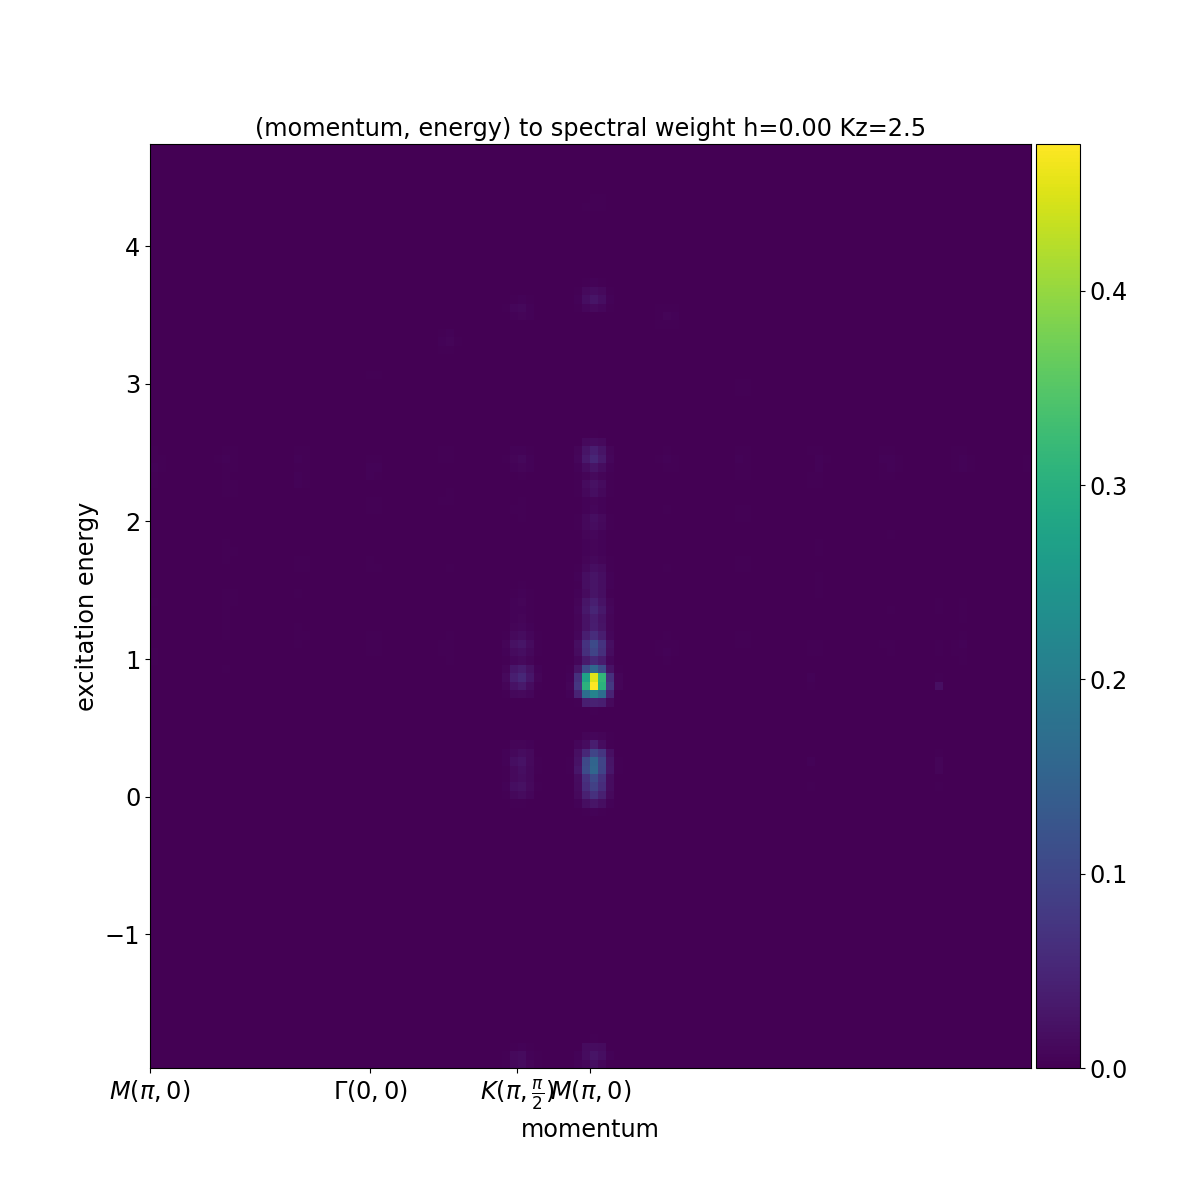 (momentum, energy) to spectral weight h=0.00 Kz=2.5
excitation energy
4
3
2
1
0
−1
0.4
0.3
0.2
0.1
0.0
M(π, 0)
Γ(0, 0)
K(π, π/2)
M(π, 0)
momentum